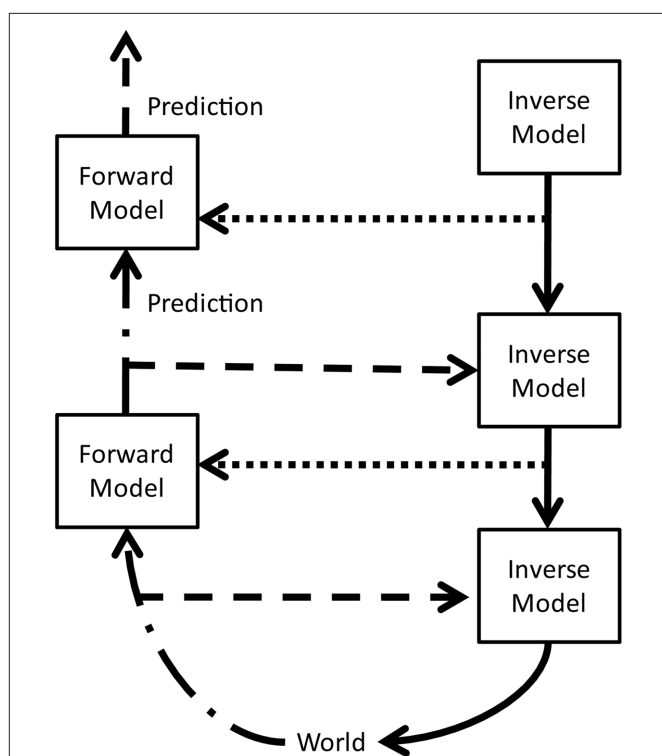 Prediction
Inverse
Model
Forward
Model
Prediction
Inverse
Model
Forward
Model
Inverse
Model
World